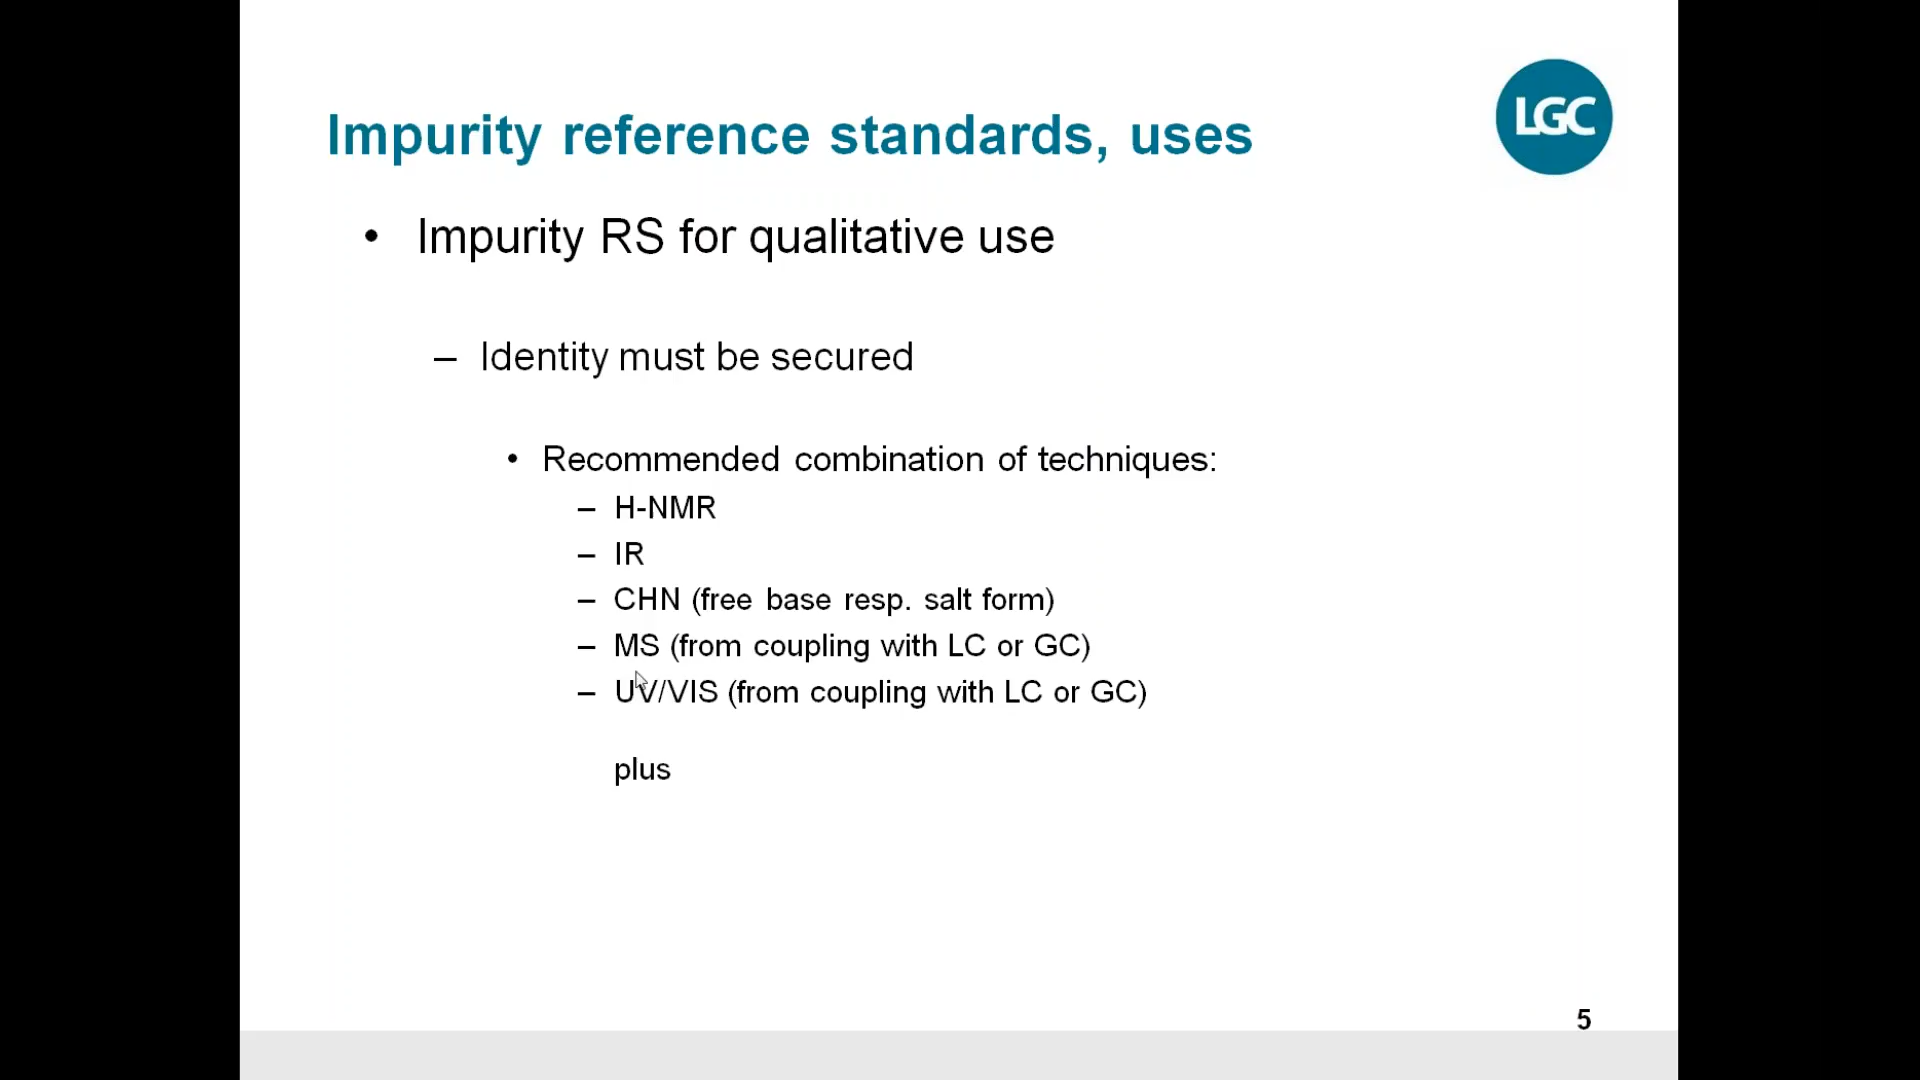 LGC
Impurity reference standards, uses
• Impurity RS for qualitative use
– Identity must be secured
• Recommended combination of techniques:
– H-NMR
– IR
– CHN (free base resp. salt form)
– MS (from coupling with LC or GC)
– UV/VIS (from coupling with LC or GC)
plus
5